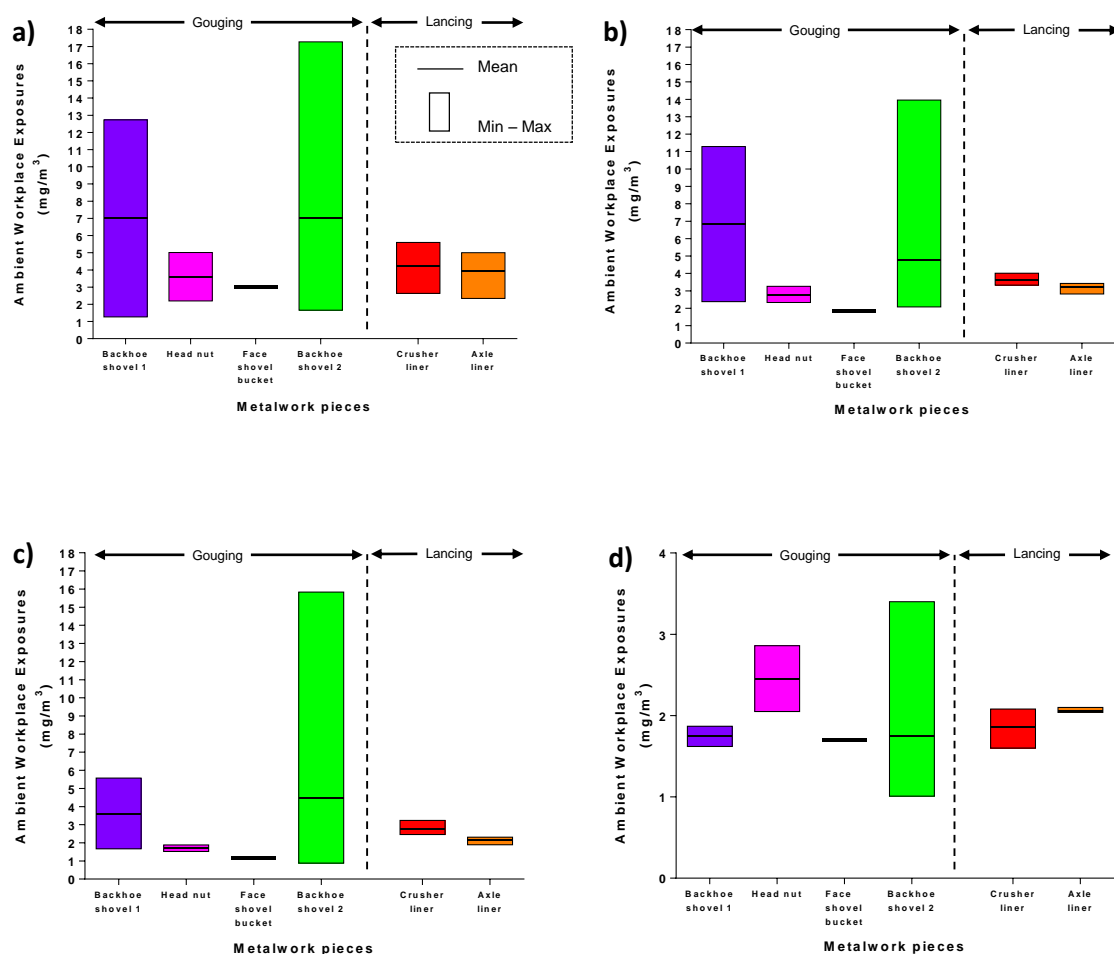 a)
Gouging
Lancing
Mean
Min – Max
Ambient Workplace Exposures
(mg/m³)
18
17
16
15
14
13
12
11
10
9
8
7
6
5
4
3
2
1
0
Backhoe Head nut Face Backhoe Crusher Axle
shovel 1 shovel shovel 2 liner liner
bucket
Metalwork pieces
b)
Gouging
Lancing
Ambient Workplace Exposures
(mg/m³)
18
17
16
15
14
13
12
11
10
9
8
7
6
5
4
3
2
1
0
Backhoe Head nut Face Backhoe Crusher Axle
shovel 1 shovel shovel 2 liner liner
bucket
Metalwork pieces
c)
Gouging
Lancing
Ambient Workplace Exposures
(mg/m³)
18
17
16
15
14
13
12
11
10
9
8
7
6
5
4
3
2
1
0
Backhoe Head nut Face Backhoe Crusher Axle
shovel 1 shovel shovel 2 liner liner
bucket
Metalwork pieces
d)
Gouging
Lancing
Ambient Workplace Exposures
(mg/m³)
4
3
2
1
0
Backhoe Head nut Face Backhoe Crusher Axle
shovel 1 shovel shovel 2 liner liner
bucket
Metalwork pieces